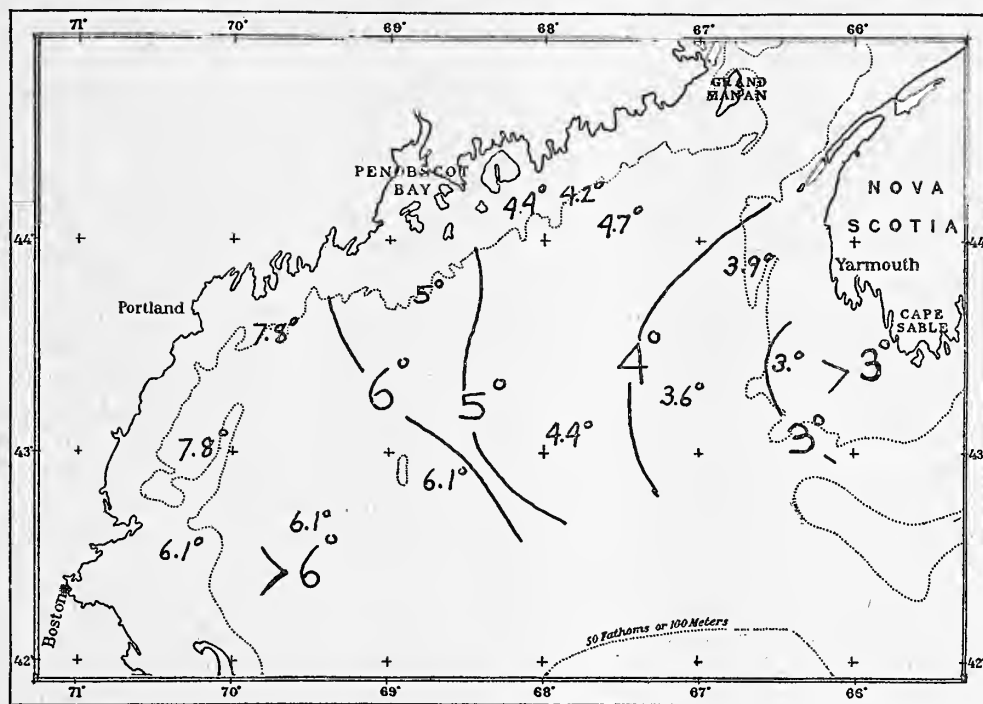 71° 70° 69° 68° 67° 66°
GRAND
MANAN
PENOBSCOT
BAY
4.4° 4.2°
4.7°
NOVA
SCOTIA
44° 44°
3.9° Yarmouth
5°
Portland
7.8°
CAPE
SABLE
4°
3.° > 3°
6° 5°
3.6°
7.8° 4.4° 3°
43° 43°
6.1°
6.1°
6.1°
> 6°
Boston
50 Fathoms or 100 Meters
42° 42°
71° 70° 69° 68° 67° 66°